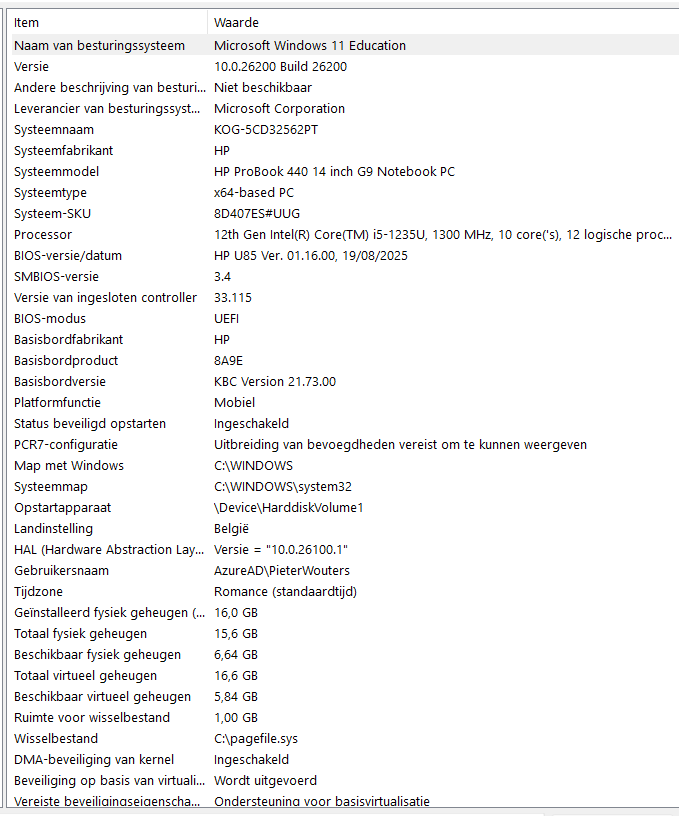 Item Waarde
Naam van besturingssysteem Microsoft Windows 11 Education
Versie 10.0.26200 Build 26200
Andere beschrijving van besturi... Niet beschikbaar
Leverancier van besturingssyst... Microsoft Corporation
Systeemnaam KOG-5CD32562PT
Systeemfabrikant HP
Systeemmodel HP ProBook 440 14 inch G9 Notebook PC
Systeemtype x64-based PC
Systeem-SKU 8D407ES#UUG
Processor 12th Gen Intel(R) Core(TM) i5-1235U, 1300 MHz, 10 core('s), 12 logische proc...
BIOS-versie/datum HP U85 Ver. 01.16.00, 19/08/2025
SMBIOS-versie 3.4
Versie van ingesloten controller 33.115
BIOS-modus UEFI
Basisbordfabrikant HP
Basisbordproduct 8A9E
Basisbordversie KBC Version 21.73.00
Platformfunctie Mobiel
Status beveiligd opstarten Ingeschakeld
PCR7-configuratie Uitbreiding van bevoegdheden vereist om te kunnen weergeven
Map met Windows C:\WINDOWS
Systeemmap C:\WINDOWS\system32
Opstartapparaat \Device\HarddiskVolume1
Landinstelling België
HAL (Hardware Abstraction Lay... Versie = "10.0.26100.1"
Gebruikersnaam AzureAD\PieterWouters
Tijdzone Romance (standaardtijd)
Geïnstalleerd fysiek geheugen (... 16,0 GB
Totaal fysiek geheugen 15,6 GB
Beschikbaar fysiek geheugen 6,64 GB
Totaal virtueel geheugen 16,6 GB
Beschikbaar virtueel geheugen 5,84 GB
Ruimte voor wisselbestand 1,00 GB
Wisselbestand C:\pagefile.sys
DMA-beveiliging van kernel Ingeschakeld
Beveiliging op basis van virtuali... Wordt uitgevoerd
Vereiste beveiligingseigenscha... Ondersteuning voor basisvirtualisatie